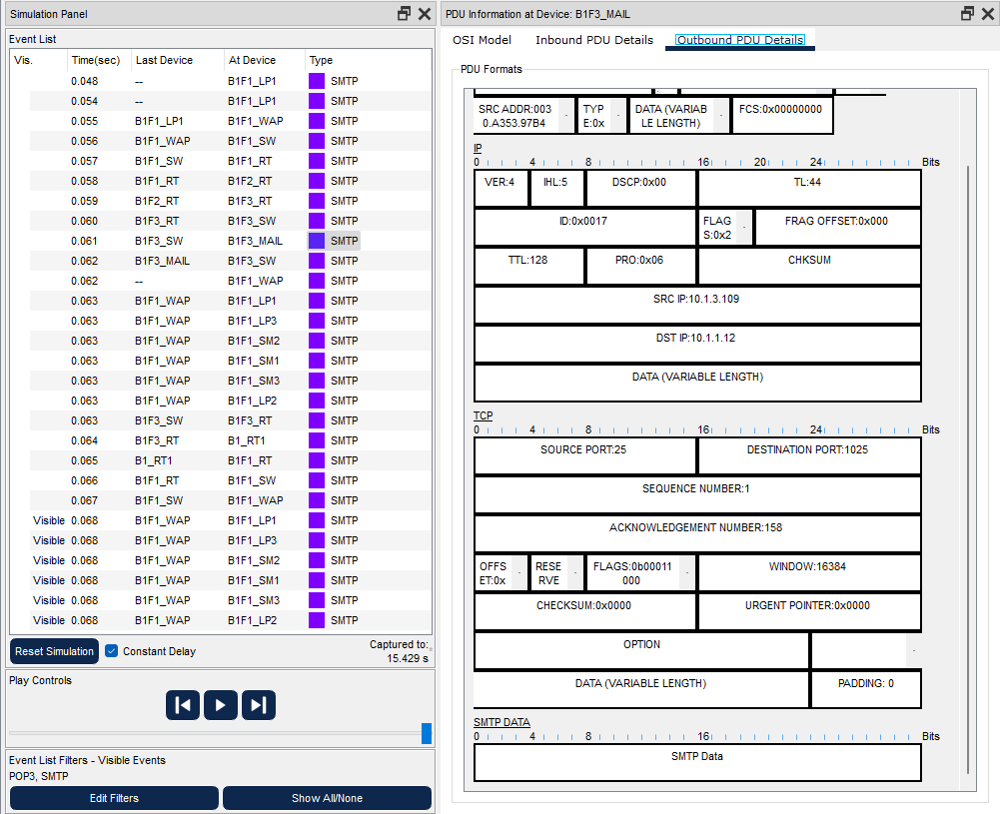 Simulation Panel
Event List
Vis. Time(sec) Last Device At Device Type
0.048 -- B1F1_LP1 SMTP
0.054 -- B1F1_LP1 SMTP
0.055 B1F1_LP1 B1F1_WAP SMTP
0.056 B1F1_WAP B1F1_SW SMTP
0.057 B1F1_SW B1F1_RT SMTP
0.058 B1F1_RT B1F2_RT SMTP
0.059 B1F2_RT B1F3_RT SMTP
0.060 B1F3_RT B1F3_SW SMTP
0.061 B1F3_SW B1F3_MAIL SMTP
0.062 B1F3_MAIL B1F3_SW SMTP
0.062 -- B1F1_WAP SMTP
0.063 B1F1_WAP B1F1_LP1 SMTP
0.063 B1F1_WAP B1F1_LP3 SMTP
0.063 B1F1_WAP B1F1_SM2 SMTP
0.063 B1F1_WAP B1F1_SM1 SMTP
0.063 B1F1_WAP B1F1_SM3 SMTP
0.063 B1F1_WAP B1F1_LP2 SMTP
0.063 B1F3_SW B1F3_RT SMTP
0.064 B1F3_RT B1_RT1 SMTP
0.065 B1_RT1 B1F1_RT SMTP
0.066 B1F1_RT B1F1_SW SMTP
0.067 B1F1_SW B1F1_WAP SMTP
Visible 0.068 B1F1_WAP B1F1_LP1 SMTP
Visible 0.068 B1F1_WAP B1F1_LP3 SMTP
Visible 0.068 B1F1_WAP B1F1_SM2 SMTP
Visible 0.068 B1F1_WAP B1F1_SM1 SMTP
Visible 0.068 B1F1_WAP B1F1_SM3 SMTP
Visible 0.068 B1F1_WAP B1F1_LP2 SMTP
Reset Simulation Constant Delay Captured to:
15.429 s
Play Controls
Event List Filters - Visible Events
POP3, SMTP
Edit Filters Show All/None
PDU Information at Device: B1F3_MAIL
OSI Model Inbound PDU Details Outbound PDU Details
PDU Formats
SRC ADDR:003 TYP DATA (VARIAB FCS:0x00000000
0.A353.97B4 E:0x LE LENGTH)
IP
0 4 8 16 20 24 Bits
VER:4 IHL:5 DSCP:0x00 TL:44
ID:0x0017 FLAG FRAG OFFSET:0x000
S:0x2
TTL:128 PRO:0x06 CHKSUM
SRC IP:10.1.3.109
DST IP:10.1.1.12
DATA (VARIABLE LENGTH)
TCP
0 4 8 16 24 Bits
SOURCE PORT:25 DESTINATION PORT:1025
SEQUENCE NUMBER:1
ACKNOWLEDGEMENT NUMBER:158
OFFS RESE FLAGS:0b00011 WINDOW:16384
ET:0x RVE 000
CHECKSUM:0x0000 URGENT POINTER:0x0000
OPTION
DATA (VARIABLE LENGTH) PADDING: 0
SMTP DATA
0 4 8 16 24 Bits
SMTP Data